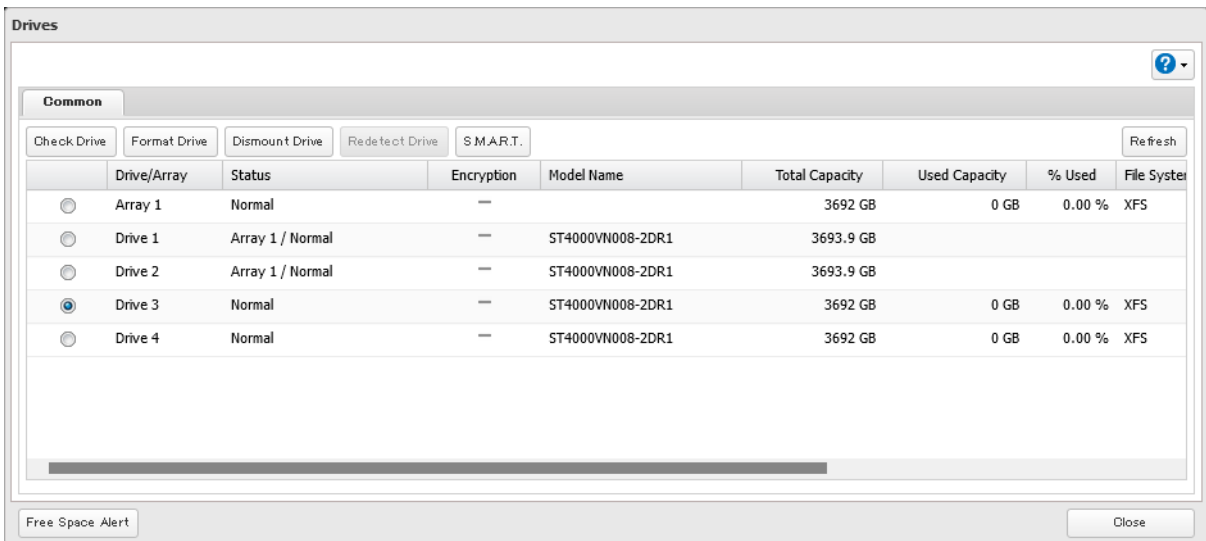 Drives
?
Common
Check Drive Format Drive Dismount Drive Redetect Drive S.M.A.R.T. Refresh
Drive/Array Status Encryption Model Name Total Capacity Used Capacity % Used File Syster
Array 1 Normal — 3692 GB 0 GB 0.00 % XFS
Drive 1 Array 1 / Normal — ST4000VN008-2DR1 3693.9 GB
Drive 2 Array 1 / Normal — ST4000VN008-2DR1 3693.9 GB
Drive 3 Normal — ST4000VN008-2DR1 3692 GB 0 GB 0.00 % XFS
Drive 4 Normal — ST4000VN008-2DR1 3692 GB 0 GB 0.00 % XFS
Free Space Alert Close